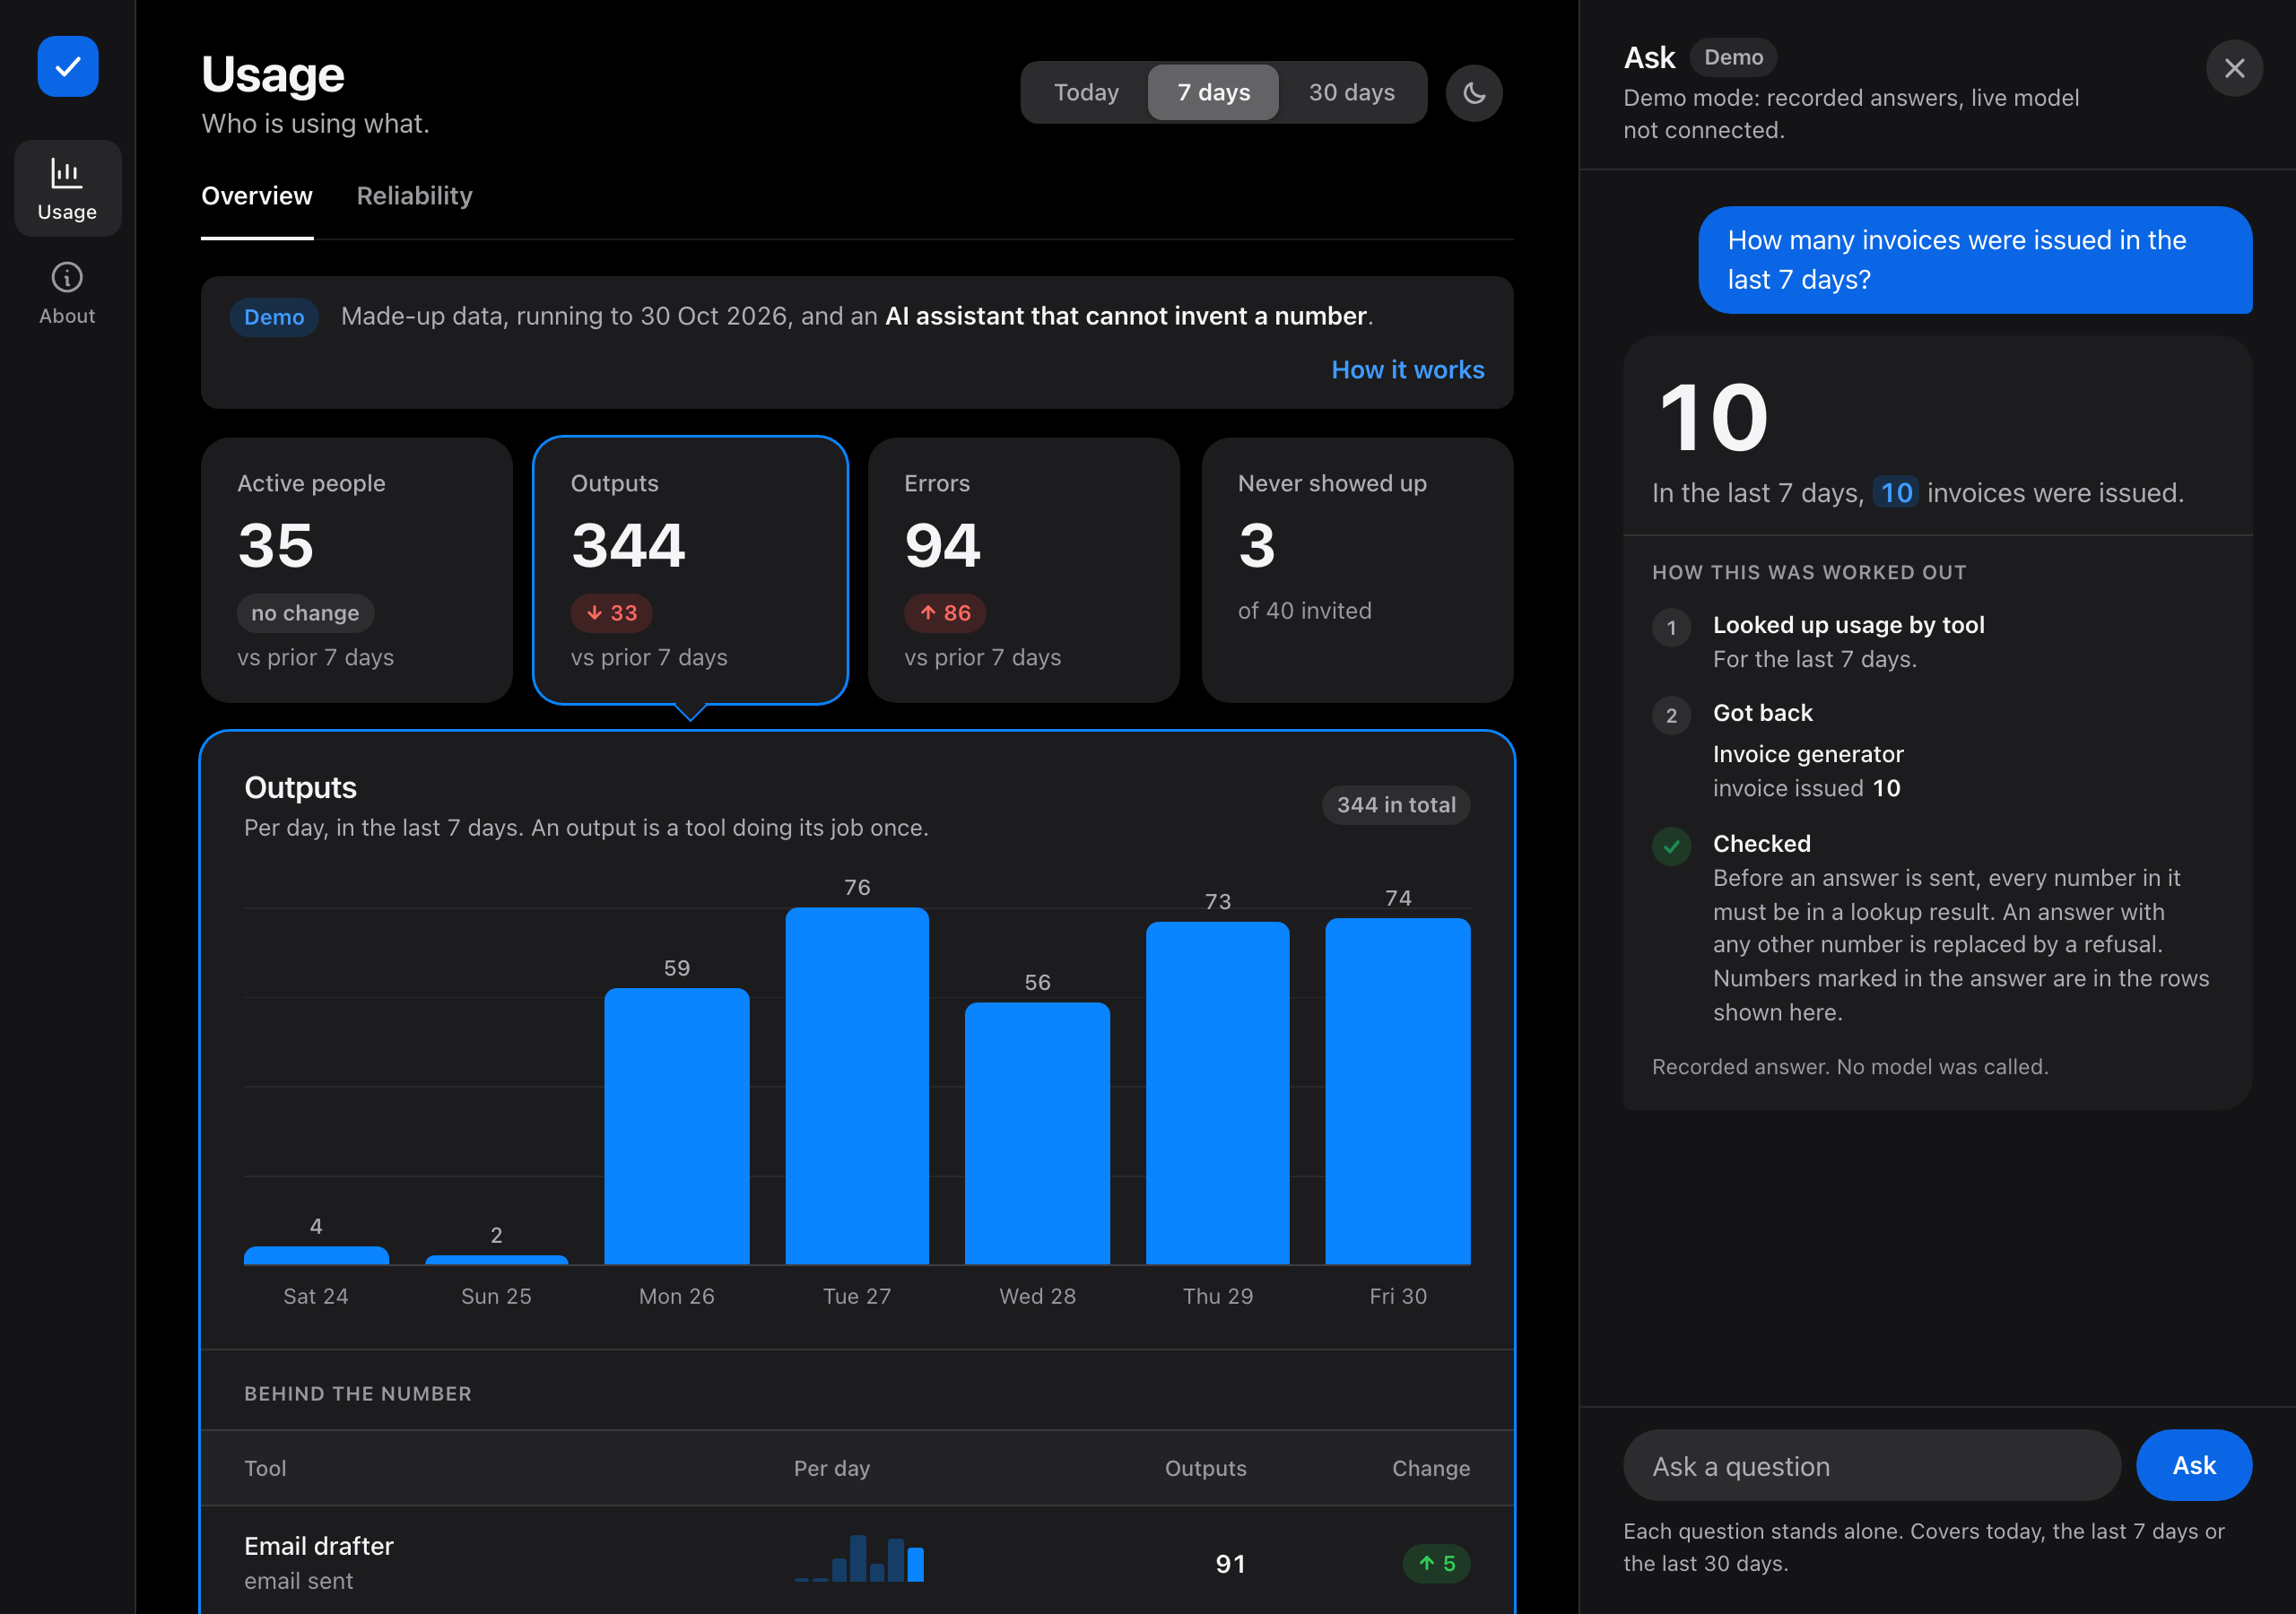 Usage
About
Usage
Who is using what.
Today
7 days
30 days
Overview
Reliability
Demo
Made-up data, running to 30 Oct 2026, and an AI assistant that cannot invent a number.
How it works
Active people
35
no change
vs prior 7 days
Outputs
344
↓ 33
vs prior 7 days
Errors
94
↑ 86
vs prior 7 days
Never showed up
3
of 40 invited
Outputs
Per day, in the last 7 days. An output is a tool doing its job once.
344 in total
4
2
59
76
56
73
74
Sat 24
Sun 25
Mon 26
Tue 27
Wed 28
Thu 29
Fri 30
BEHIND THE NUMBER
Tool
Per day
Outputs
Change
Email drafter
email sent
91
↑ 5
Ask
Demo
Demo mode: recorded answers, live model
not connected.
How many invoices were issued in the
last 7 days?
10
In the last 7 days, 10 invoices were issued.
HOW THIS WAS WORKED OUT
1
Looked up usage by tool
For the last 7 days.
2
Got back
Invoice generator
invoice issued 10
Checked
Before an answer is sent, every number in it
must be in a lookup result. An answer with
any other number is replaced by a refusal.
Numbers marked in the answer are in the rows
shown here.
Recorded answer. No model was called.
Ask a question
Ask
Each question stands alone. Covers today, the last 7 days or
the last 30 days.